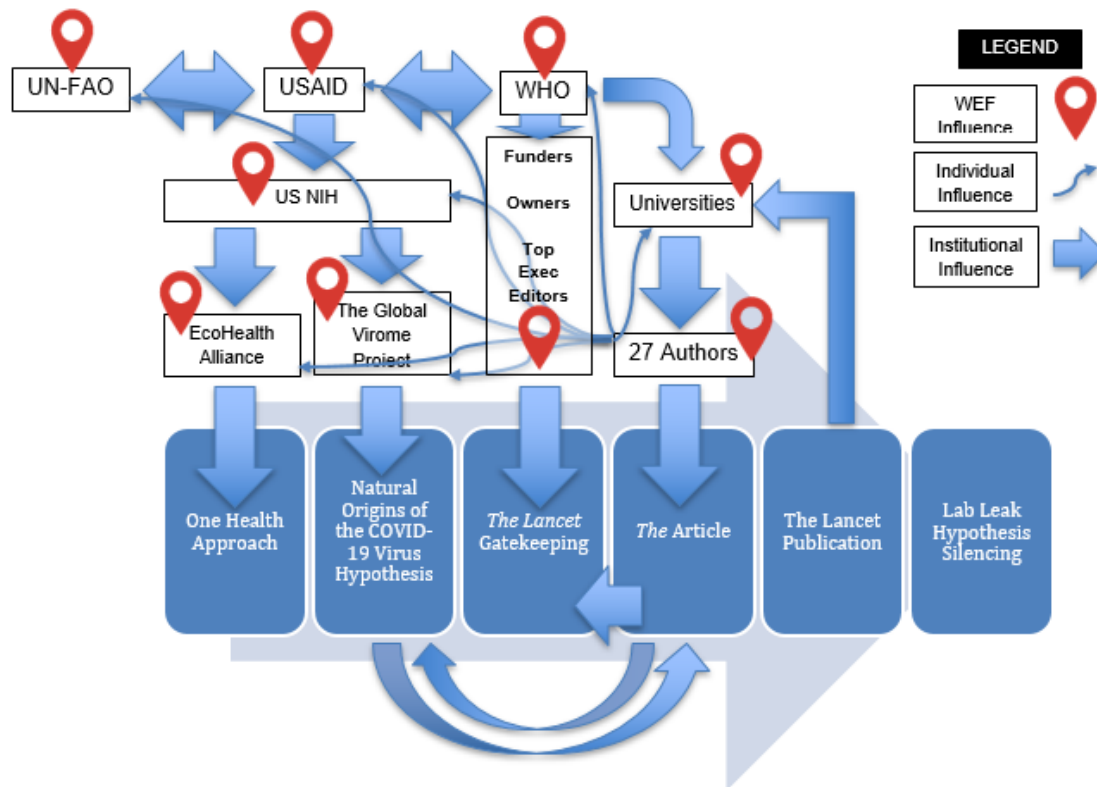 LEGEND
UN-FAO
USAID
WHO
WEF
Influence
Funders
Owners
Top
Exec
Editors
US NIH
Universities
Individual
Influence
Institutional
Influence
EcoHealth
Alliance
The Global
Virome
Project
27 Authors
One Health
Approach
Natural
Origins of
the COVID-
19 Virus
Hypothesis
The Lancet
Gatekeeping
The Article
The Lancet
Publication
Lab Leak
Hypothesis
Silencing